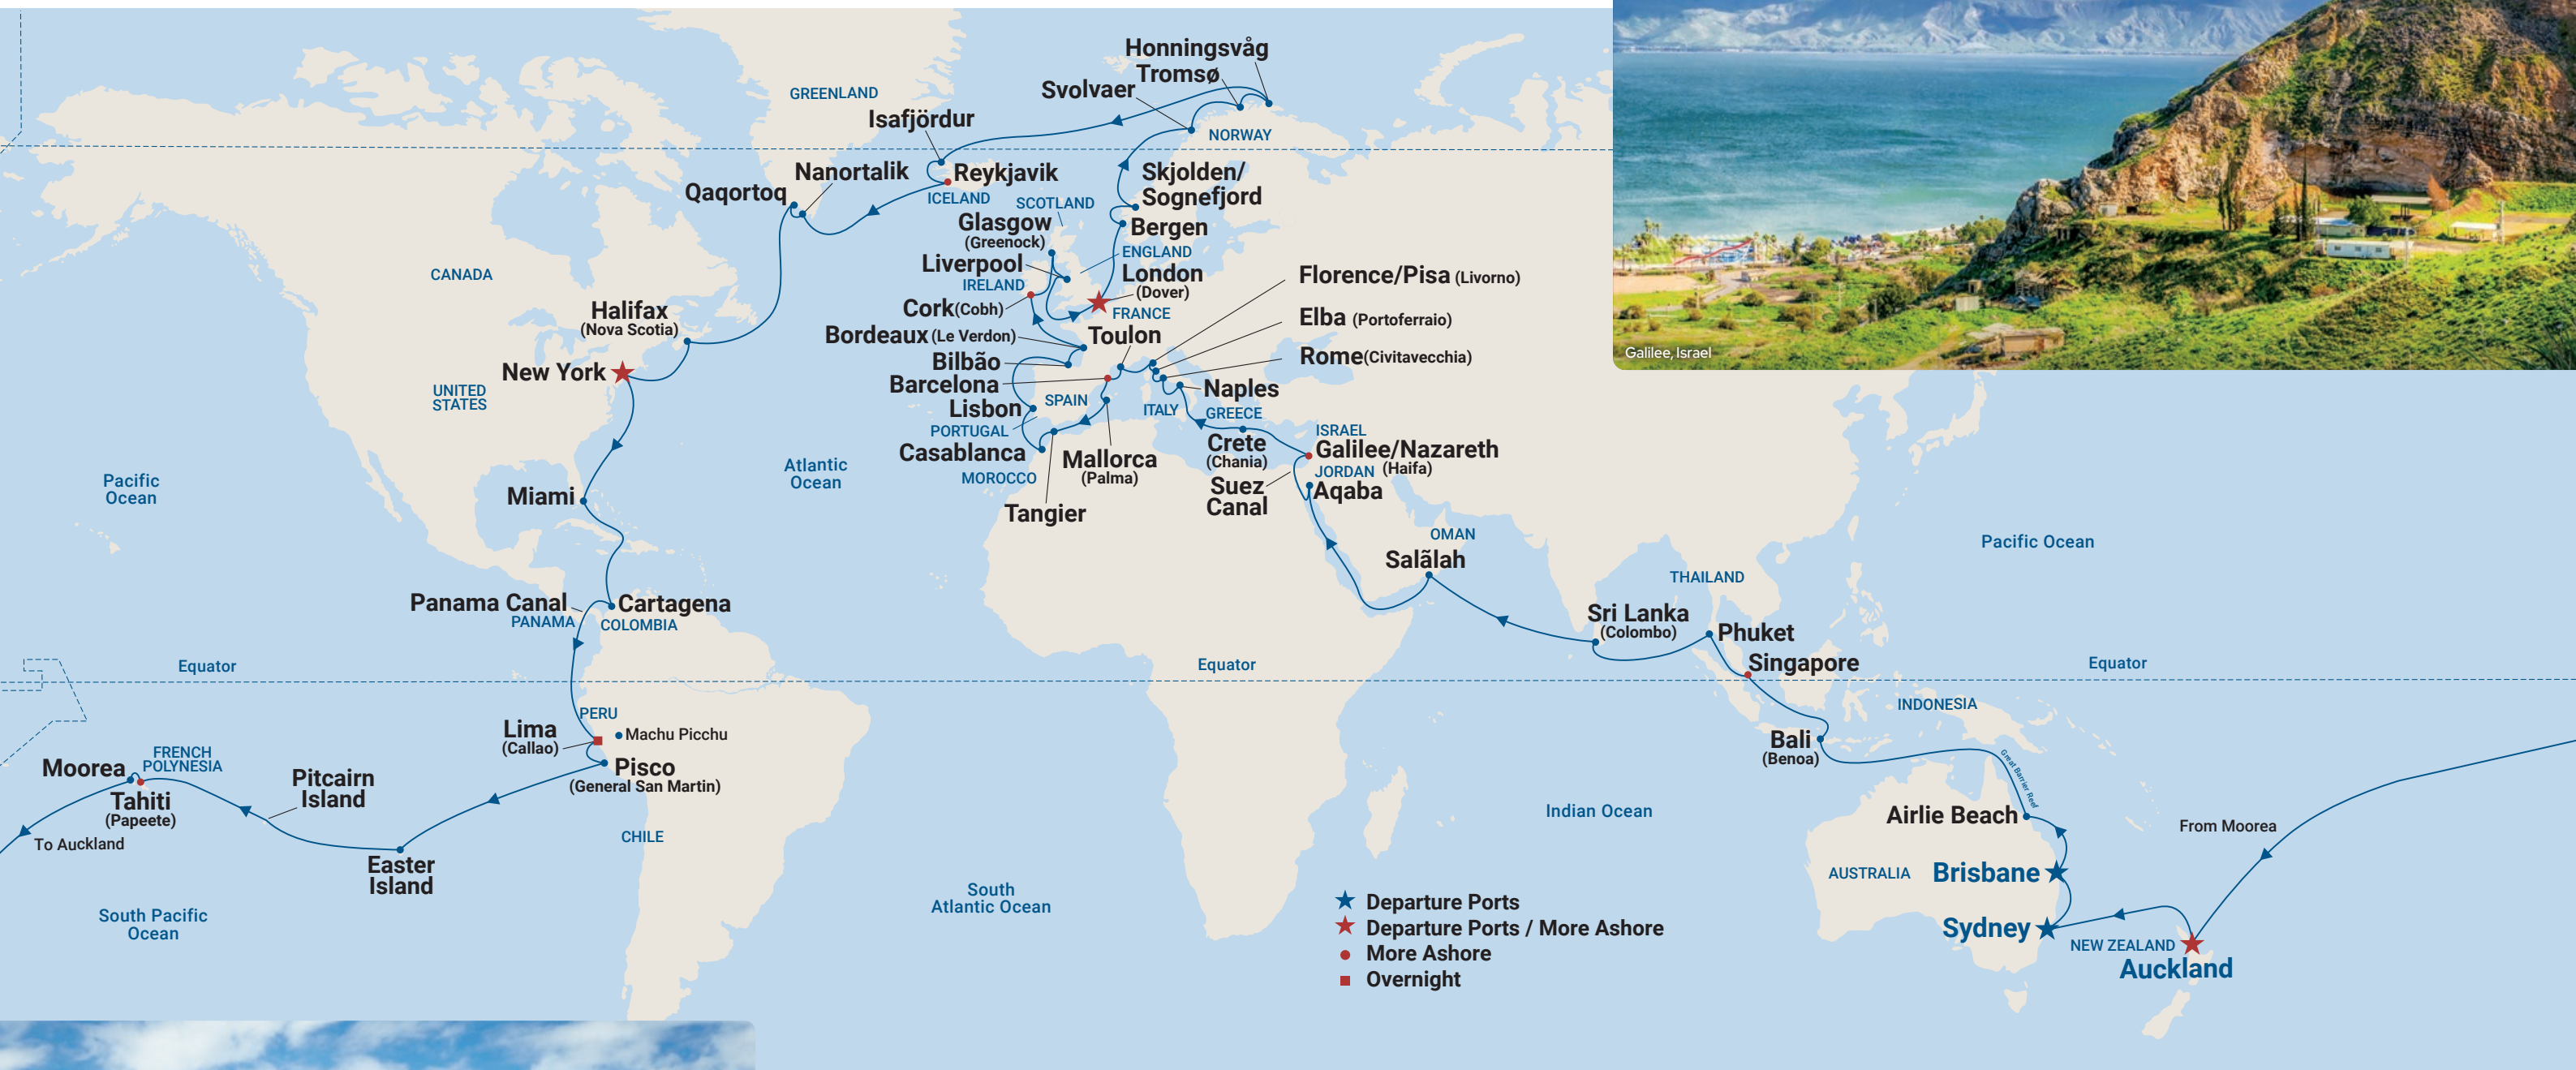 Honningsvåg
Tromsø
Svolvaer
GREENLAND
Isafjördur
NORWAY
Nanortalik
Reykjavik
Skjolden/
Sognefjord
Qaqortoq
ICELAND
SCOTLAND
Glasgow
(Greenock)
Bergen
ENGLAND
Liverpool
London
(Dover)
IRELAND
CANADA
Florence/Pisa (Livorno)
Cork(Cobh)
FRANCE
Halifax
(Nova Scotia)
Elba (Portoferraio)
Bordeaux (Le Verdon)
Toulon
Galilee, Israel
Rome(Civitavecchia)
Bilbão
New York
Barcelona
Naples
UNITED
STATES
SPAIN
Lisbon
ITALY
GREECE
PORTUGAL
ISRAEL
Crete
(Chania)
Galilee/Nazareth
(Haifa)
Casablanca
Mallorca
(Palma)
JORDAN
Atlantic
Ocean
MOROCCO
Suez
Canal
Aqaba
Pacific
Ocean
Miami
Tangier
OMAN
Pacific Ocean
Salãlah
THAILAND
Panama Canal
PANAMA
Cartagena
COLOMBIA
Sri Lanka
(Colombo)
Phuket
Equator
Equator
Singapore
Equator
INDONESIA
PERU
Lima
(Callao)
Machu Picchu
Bali
(Benoa)
Great Barrier Reef
FRENCH
POLYNESIA
Moorea
Pisco
(General San Martin)
Pitcairn
Island
Tahiti
(Papeete)
Indian Ocean
Airlie Beach
From Moorea
To Auckland
CHILE
Easter
Island
AUSTRALIA
Brisbane
South
Atlantic Ocean
Departure Ports
Departure Ports / More Ashore
More Ashore
Overnight
South Pacific
Ocean
Sydney
NEW ZEALAND
Auckland